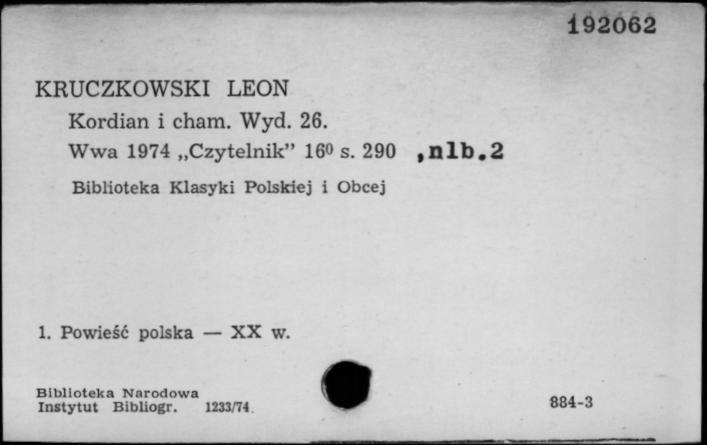 192062
KRUCZKOWSKI LEON
Kordian i cham. Wyd. 26.
Wwa 1974 „Czytelnik” 16⁰ s. 290 ,nlb.2
Biblioteka Klasyki Polskiej i Obcej
1. Powieść polska — XX w.
Biblioteka Narodowa
Instytut Bibliogr. 1233/74.
884-3